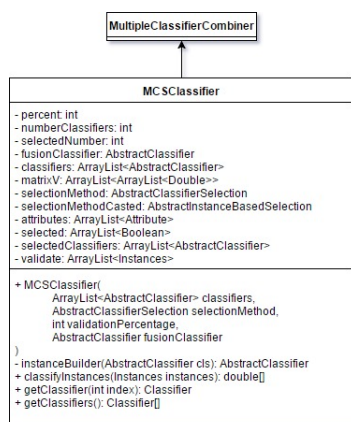 MultipleClassifierCombiner
MCSClassifier
- percent: int
- numberClassifiers: int
- selectedNumber: int
- fusionClassifier: AbstractClassifier
- classifiers: ArrayList<AbstractClassifier>
- matrixV: ArrayList<ArrayList<Double>>
- selectionMethod: AbstractClassifierSelection
- selectionMethodCasted: AbstractInstanceBasedSelection
- attributes: ArrayList<Attribute>
- selected: ArrayList<Boolean>
- selectedClassifiers: ArrayList<AbstractClassifier>
- validate: ArrayList<Instances>
+ MCSClassifier(
ArrayList<AbstractClassifier> classifiers,
AbstractClassifierSelection selectionMethod,
int validationPercentage,
AbstractClassifier fusionClassifier
)
- instanceBuilder(AbstractClassifier cls): AbstractClassifier
+ classifyInstances(Instances instances): double[]
+ getClassifier(int index): Classifier
+ getClassifiers(): Classifier[]